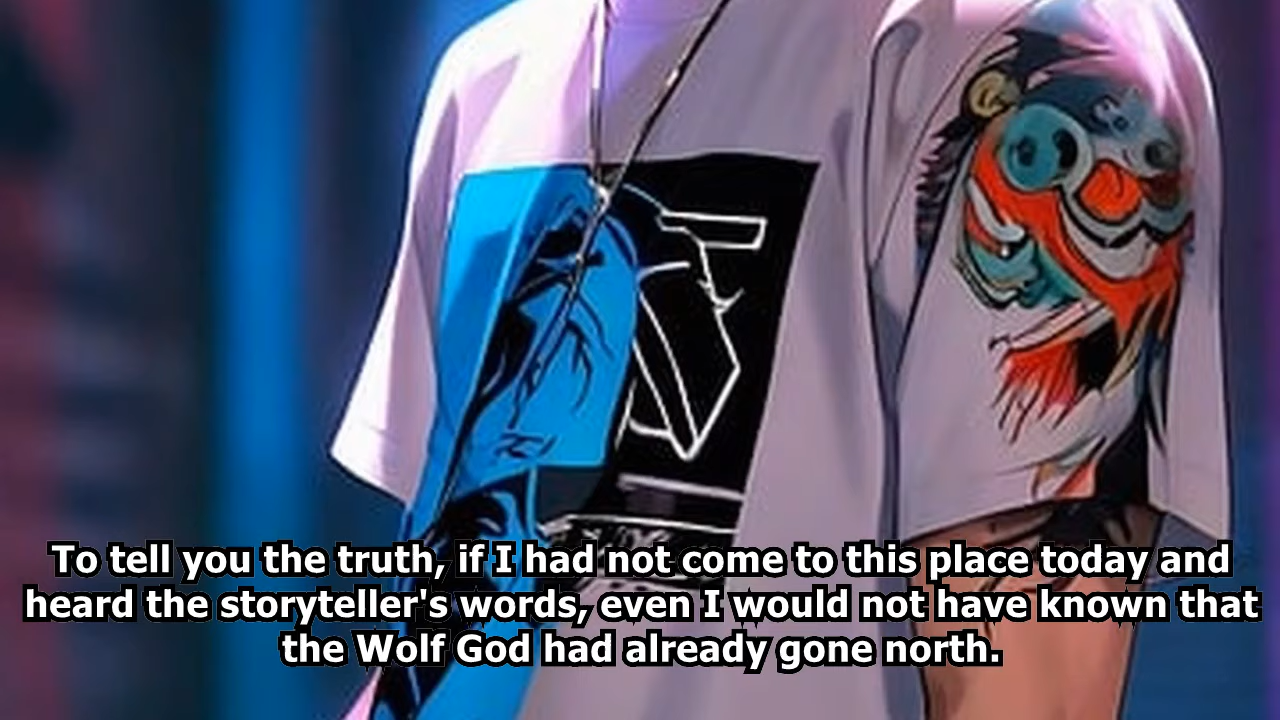 To tell you the truth, if I had not come to this place today and
heard the storyteller's words, even I would not have known that
the Wolf God had already gone north.